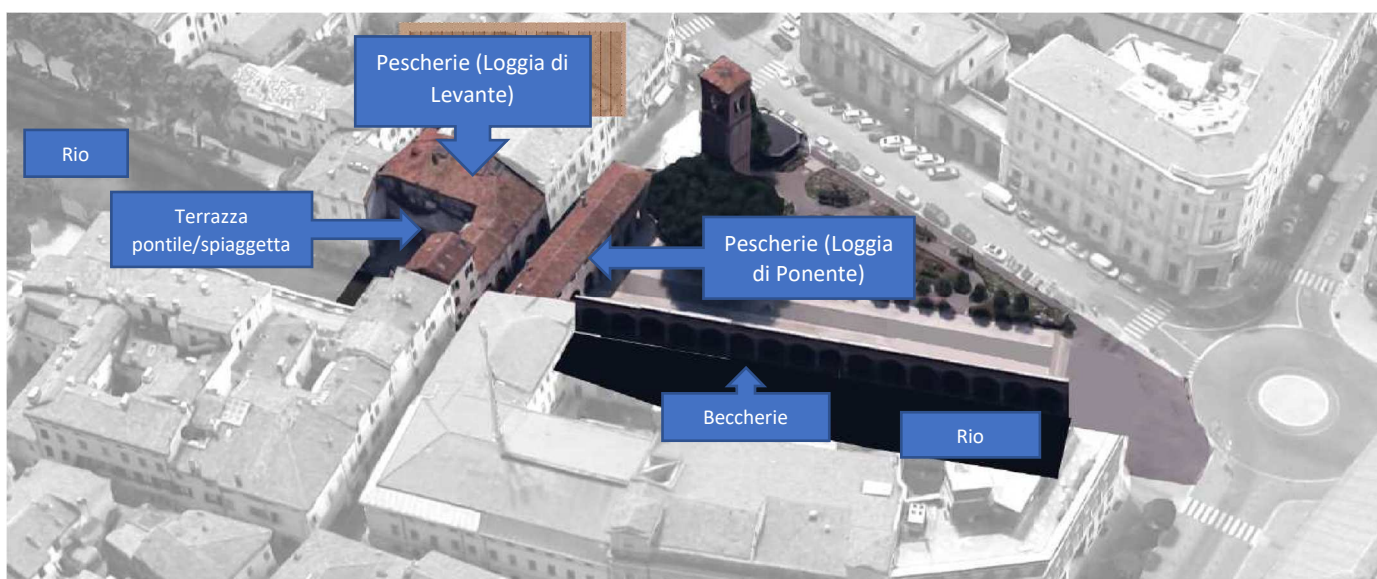 Pescherie (Loggia di
Levante)
Rio
Terrazza
pontile/spiaggetta
Pescherie (Loggia
di Ponente)
Beccherie
Rio